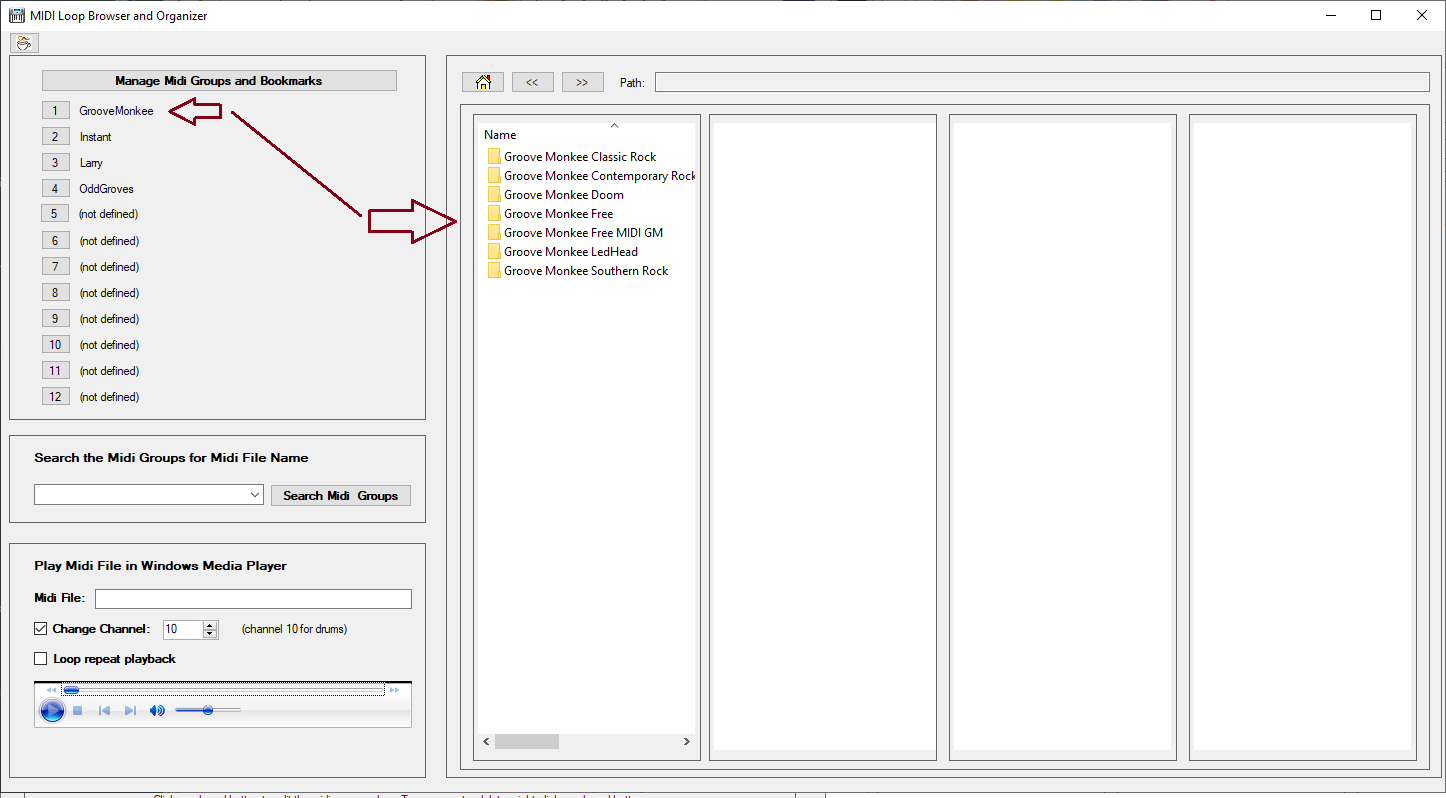 MIDI Loop Browser and Organizer
Manage Midi Groups and Bookmarks
1 GrooveMonkee
2 Instant
3 Larry
4 OddGroves
5 (not defined)
6 (not defined)
7 (not defined)
8 (not defined)
9 (not defined)
10 (not defined)
11 (not defined)
12 (not defined)
Search the Midi Groups for Midi File Name
Search Midi Groups
Play Midi File in Windows Media Player
Midi File:
Change Channel: 10 (channel 10 for drums)
Loop repeat playback
<< >> Path:
Name
Groove Monkee Classic Rock
Groove Monkee Contemporary Rock
Groove Monkee Doom
Groove Monkee Free
Groove Monkee Free MIDI GM
Groove Monkee LedHead
Groove Monkee Southern Rock